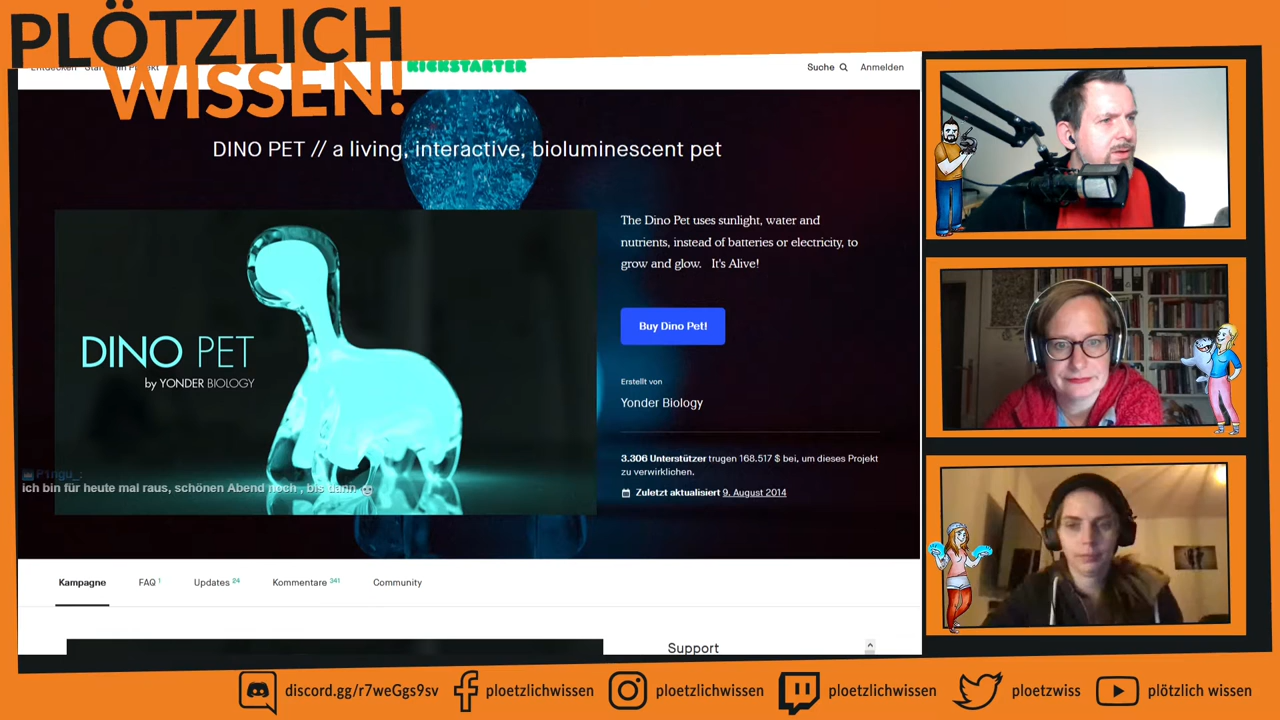 PLÖTZLICH
WISSEN!
KICKSTARTER
Suche
Anmelden
DINO PET // a living, interactive, bioluminescent pet
DINO PET
by YONDER BIOLOGY
The Dino Pet uses sunlight, water and
nutrients, instead of batteries or electricity, to
grow and glow. It's Alive!
Buy Dino Pet!
Erstellt von
Yonder Biology
3.306 Unterstützer trugen 168.517 $ bei, um dieses Projekt
zu verwirklichen.
Zuletzt aktualisiert 9. August 2014
Pingu_:
ich bin für heute mal raus, schönen Abend noch , bis dann
Kampagne
FAQ 1
Updates 24
Kommentare 341
Community
Support
discord.gg/r7weGgs9sv
ploetzlichwissen
ploetzlichwissen
ploetzlichwissen
ploetzwiss
plötzlich wissen